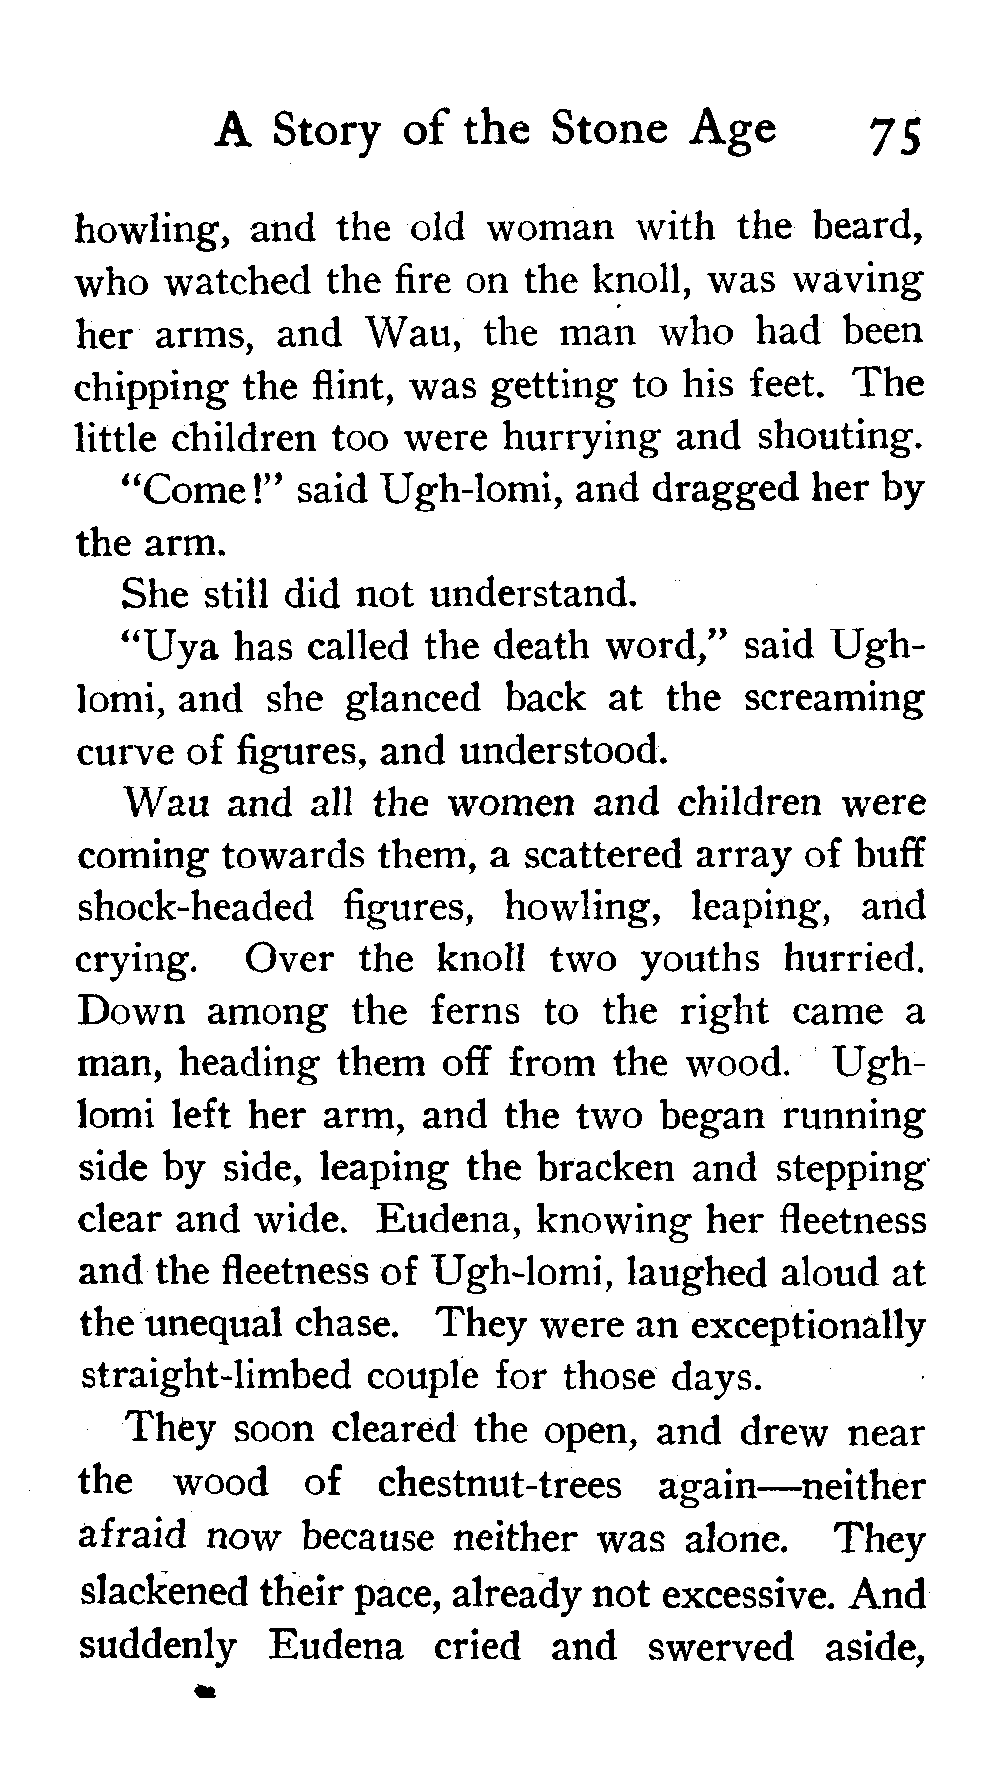 A Story of the Stone Age 75
howling, and the old woman with the beard,
who watched the fire on the knoll, was waving
her arms, and Wau, the man who had been
chipping the flint, was getting to his feet. The
little children too were hurrying and shouting.
“Come!” said Ugh-lomi, and dragged her by
the arm.
She still did not understand.
“Uya has called the death word,” said Ugh-
lomi, and she glanced back at the screaming
curve of figures, and understood.
Wau and all the women and children were
coming towards them, a scattered array of buff
shock-headed figures, howling, leaping, and
crying. Over the knoll two youths hurried.
Down among the ferns to the right came a
man, heading them off from the wood. Ugh-
lomi left her arm, and the two began running
side by side, leaping the bracken and stepping
clear and wide. Eudena, knowing her fleetness
and the fleetness of Ugh-lomi, laughed aloud at
the unequal chase. They were an exceptionally
straight-limbed couple for those days.
They soon cleared the open, and drew near
the wood of chestnut-trees again—neither
afraid now because neither was alone. They
slackened their pace, already not excessive. And
suddenly Eudena cried and swerved aside,